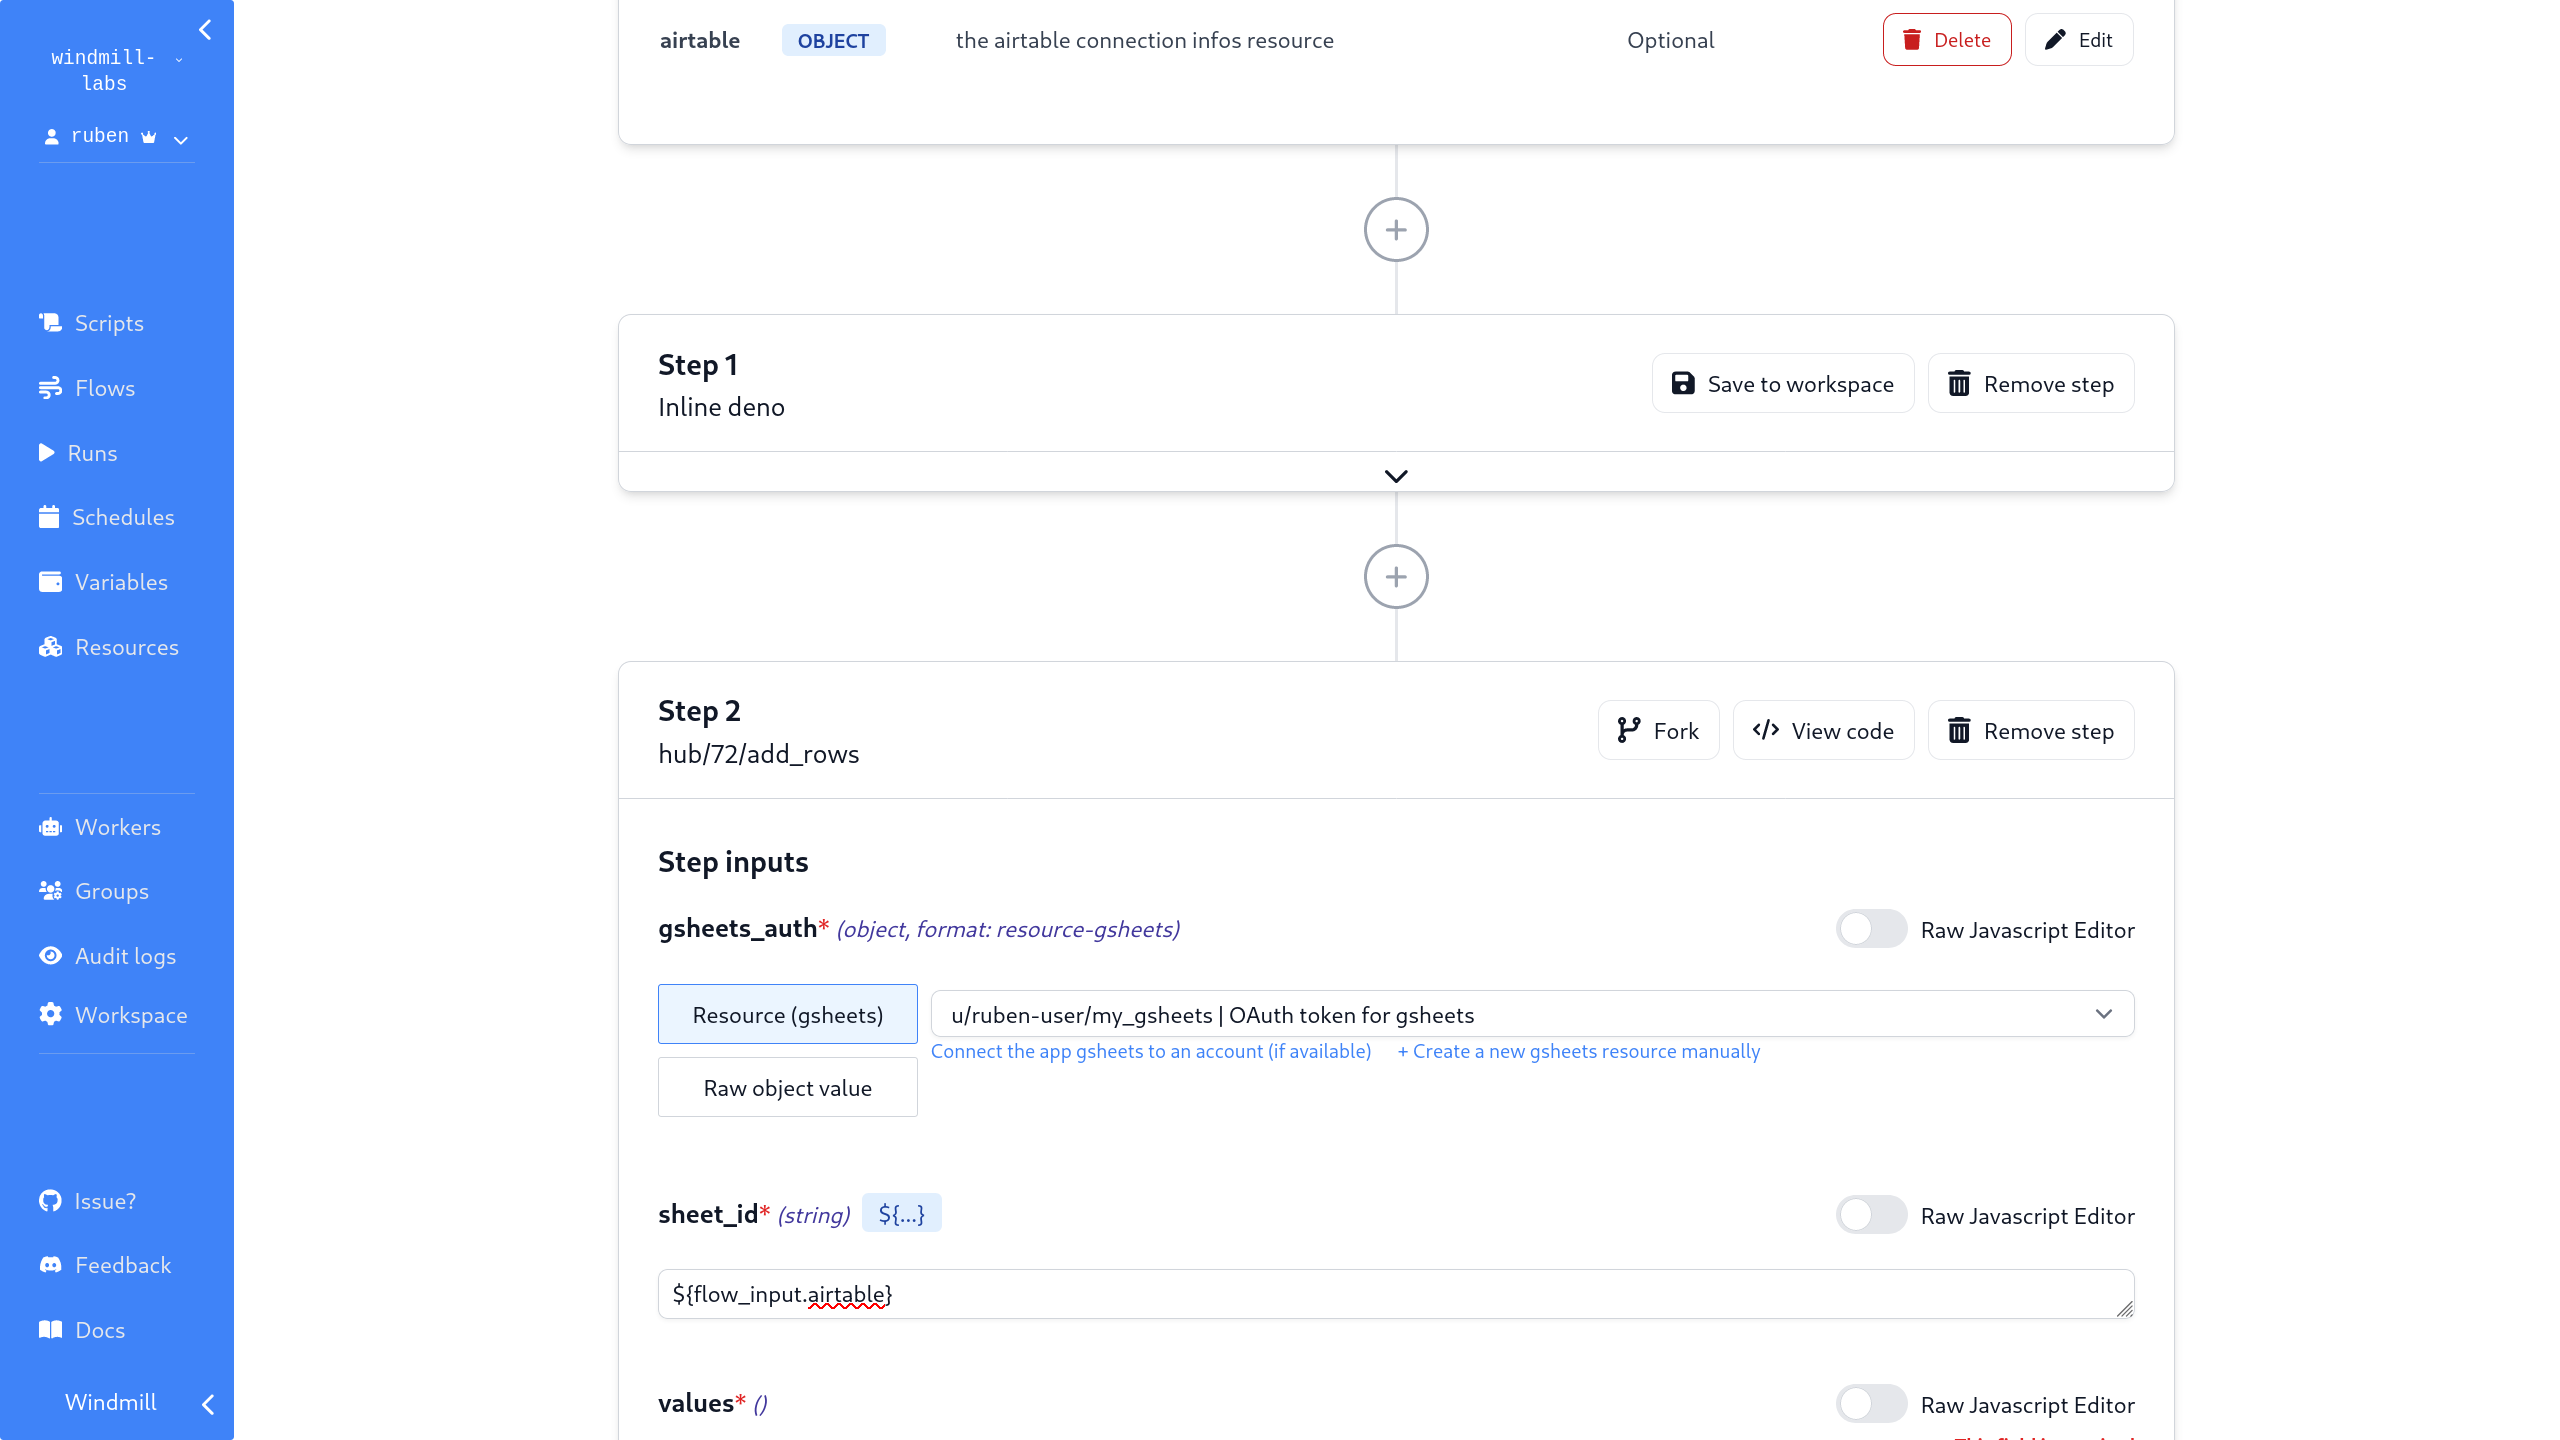 windmill-
labs
ruben
Scripts
Flows
Runs
Schedules
Variables
Resources
Workers
Groups
Audit logs
Workspace
Issue?
Feedback
Docs
Windmill
airtable OBJECT the airtable connection infos resource Optional Delete Edit
Step 1
Inline deno
Save to workspace Remove step
Step 2
hub/72/add_rows
Fork View code Remove step
Step inputs
gsheets_auth* (object, format: resource-gsheets) Raw Javascript Editor
Resource (gsheets) u/ruben-user/my_gsheets | OAuth token for gsheets
Connect the app gsheets to an account (if available) + Create a new gsheets resource manually
Raw object value
sheet_id* (string) ${...} Raw Javascript Editor
${flow_input.airtable}
values* () Raw Javascript Editor